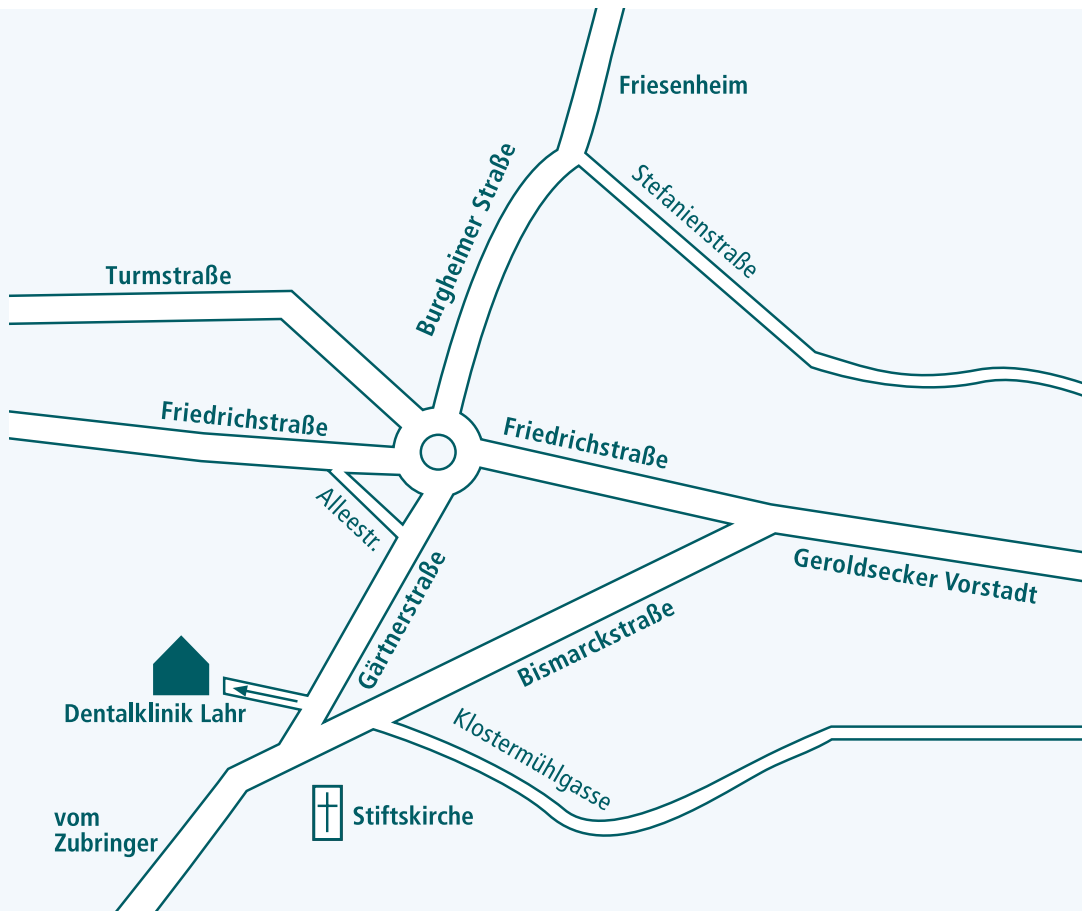 Friesenheim
Stefanienstraße
Burgheimer Straße
Turmstraße
Friedrichstraße
Friedrichstraße
Alleestr.
Geroldsecker Vorstadt
Gärtnerstraße
Bismarckstraße
Dentalklinik Lahr
Klostermühlgasse
Stiftskirche
vom
Zubringer